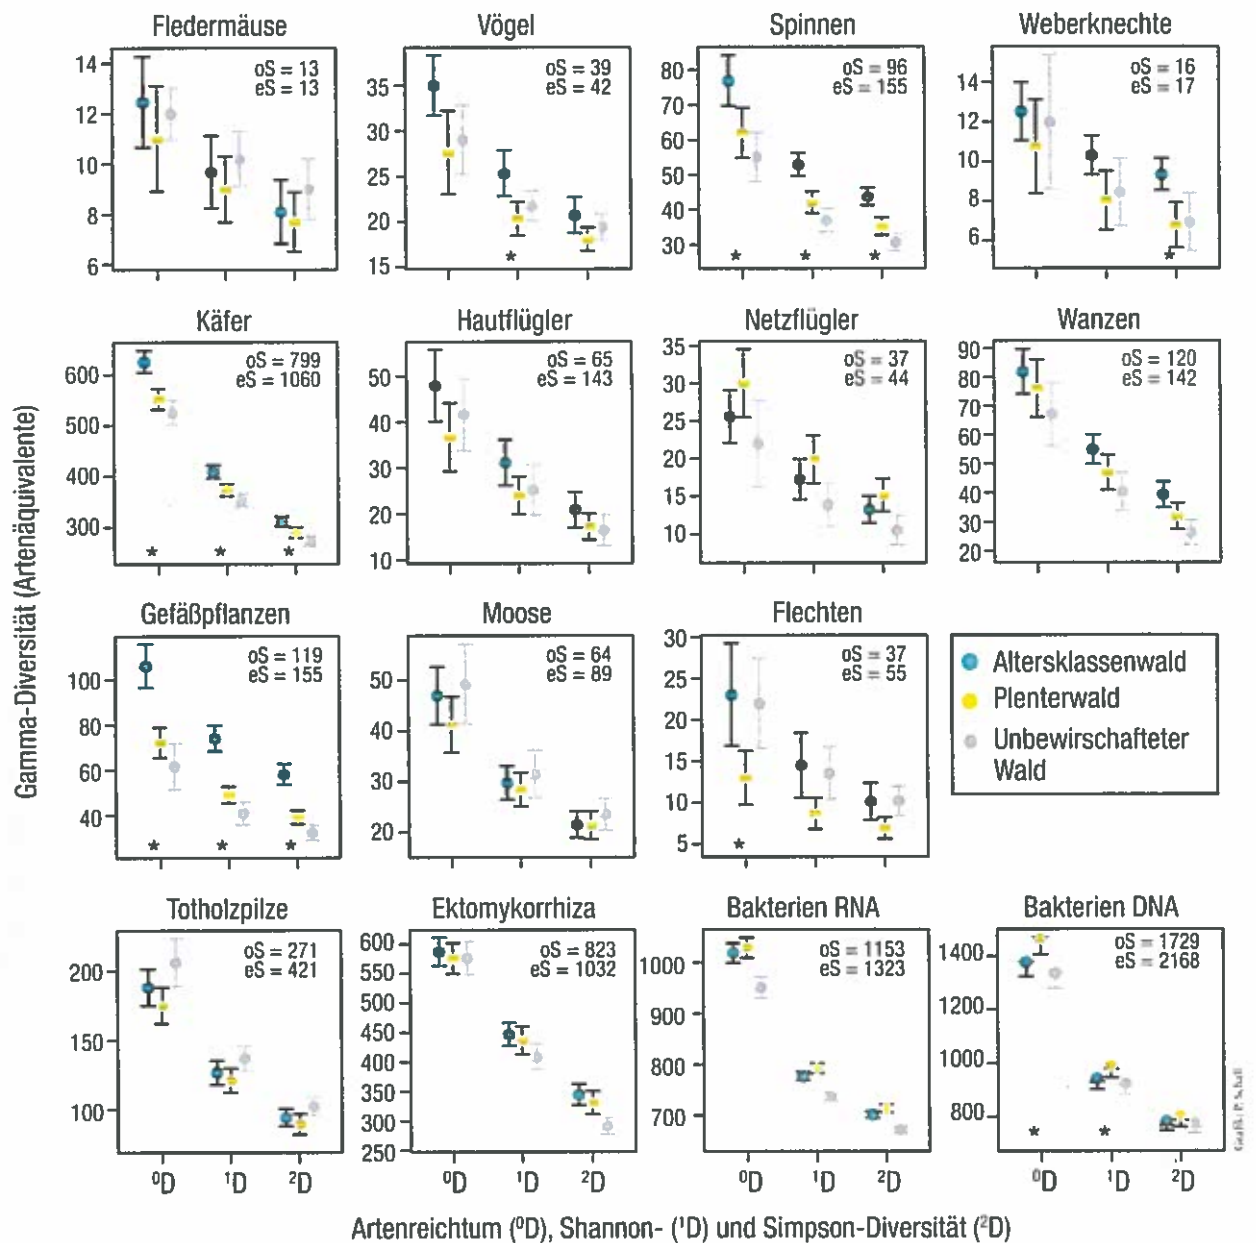 Fledermäuse
14
12
10
8
6
oS = 13
eS = 13
Vögel
35
30
25
20
15
oS = 39
eS = 42
*
Spinnen
80
70
60
50
40
30
oS = 96
eS = 155
* * *
Weberknechte
14
12
10
8
6
oS = 16
eS = 17
*
Käfer
600
500
400
300
oS = 799
eS = 1060
* * *
Hautflügler
50
40
30
20
10
oS = 65
eS = 143
Netzflügler
35
30
25
20
15
10
oS = 37
eS = 44
Wanzen
90
80
70
60
50
40
30
20
oS = 120
eS = 142
Gamma-Diversität (Artenäquivalente)
Gefäßpflanzen
100
80
60
40
oS = 119
eS = 155
* * *
Moose
50
40
30
20
oS = 64
eS = 89
Flechten
30
25
20
15
10
5
oS = 37
eS = 55
*
Altersklassenwald
Plenterwald
Unbewirschafteter
Wald
Totholzpilze
200
150
100
oS = 271
eS = 421
⁰D ¹D ²D
Ektomykorrhiza
600
550
500
450
400
350
300
250
oS = 823
eS = 1032
⁰D ¹D ²D
Bakterien RNA
1000
900
800
700
oS = 1153
eS = 1323
⁰D ¹D ²D
Bakterien DNA
1400
1200
1000
800
oS = 1729
eS = 2168
* *
⁰D ¹D ²D
Grafik: P. Schall
Artenreichtum (⁰D), Shannon- (¹D) und Simpson-Diversität (²D)